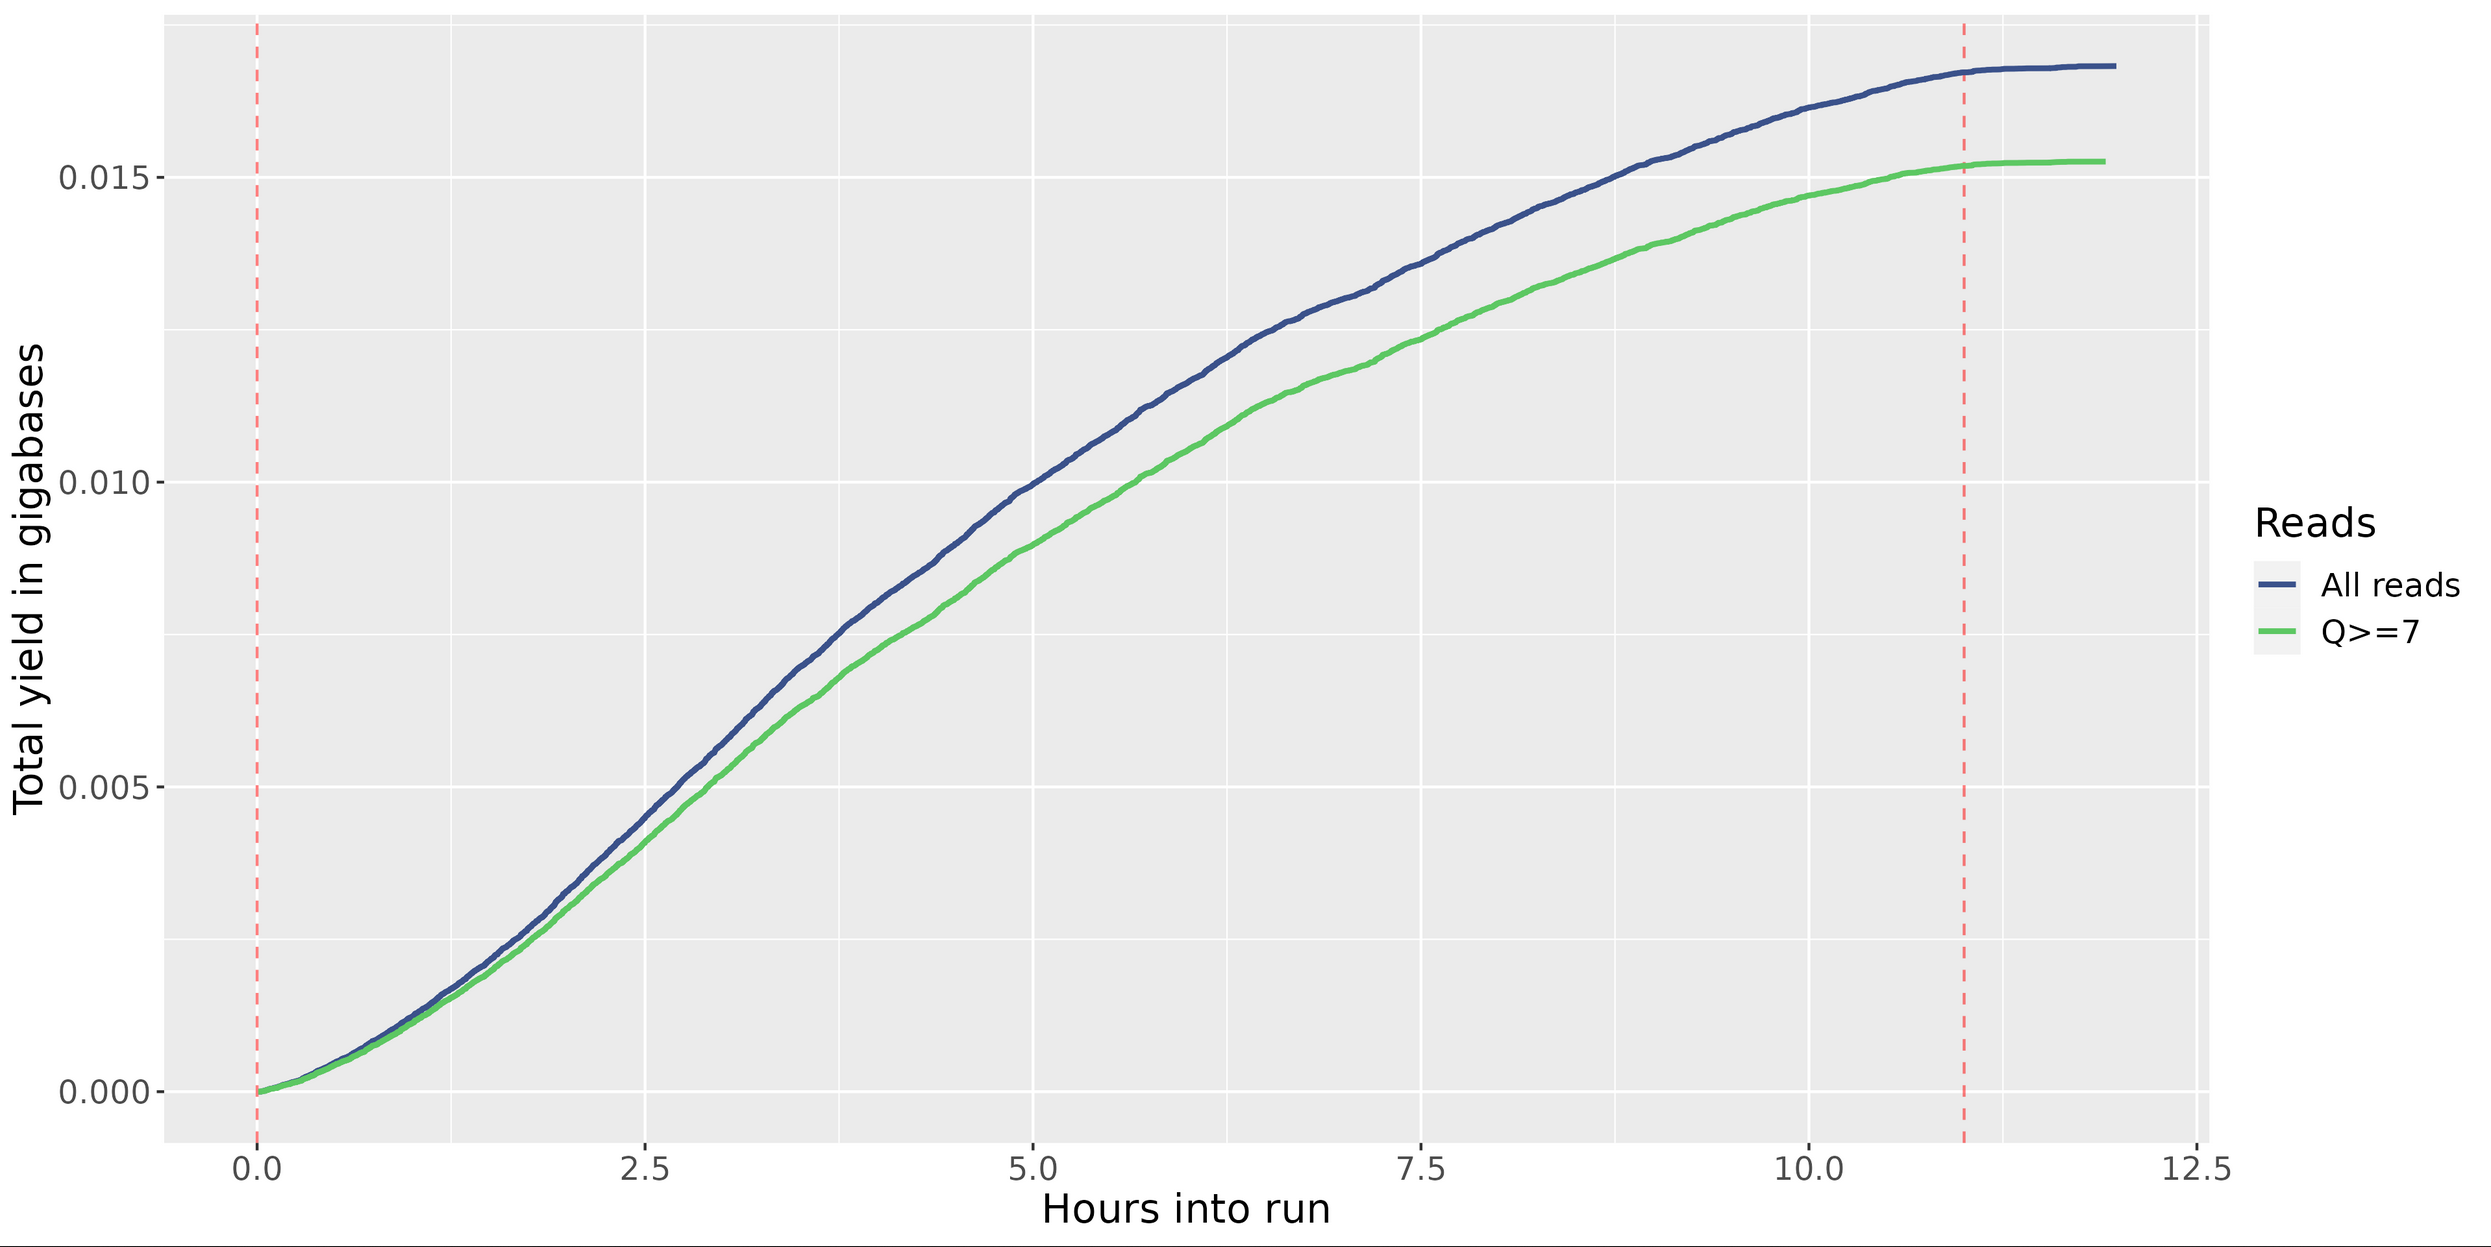 Total yield in gigabases
0.015
0.010
0.005
0.000
0.0 2.5 5.0 7.5 10.0 12.5
Hours into run
Reads
All reads
Q>=7